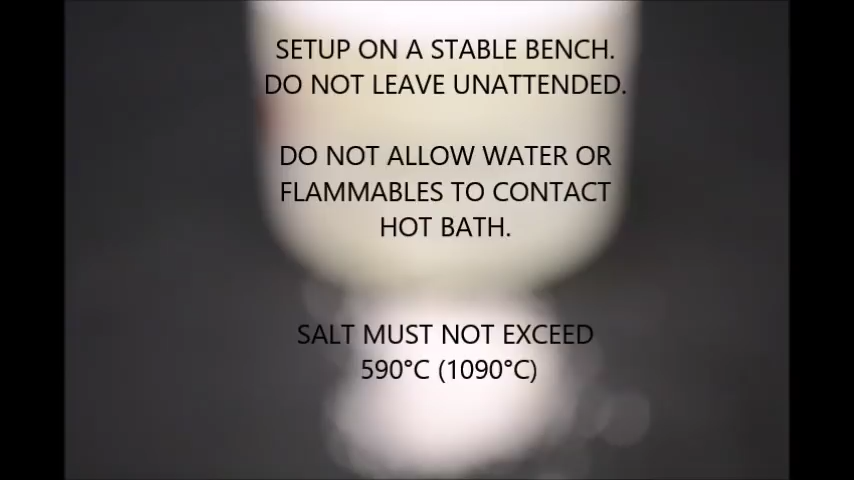 SETUP ON A STABLE BENCH.
DO NOT LEAVE UNATTENDED.
DO NOT ALLOW WATER OR
FLAMMABLES TO CONTACT
HOT BATH.
SALT MUST NOT EXCEED
590°C (1090°C)